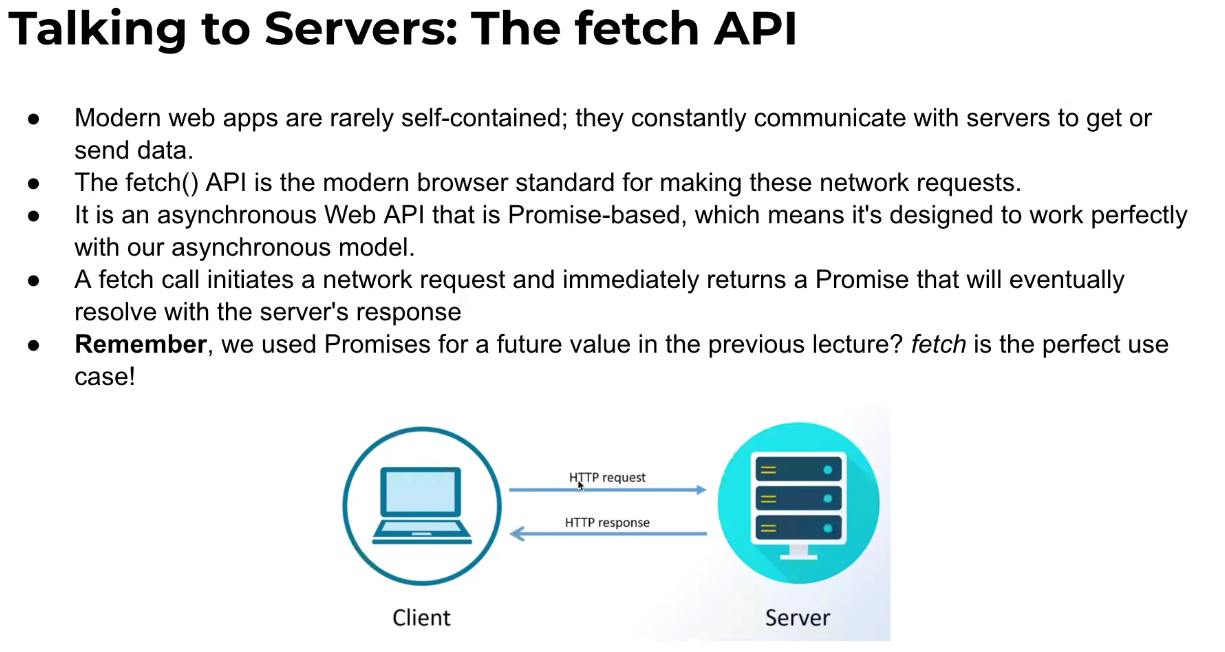 Talking to Servers: The fetch API
● Modern web apps are rarely self-contained; they constantly communicate with servers to get or
send data.
● The fetch() API is the modern browser standard for making these network requests.
● It is an asynchronous Web API that is Promise-based, which means it's designed to work perfectly
with our asynchronous model.
● A fetch call initiates a network request and immediately returns a Promise that will eventually
resolve with the server's response
● Remember, we used Promises for a future value in the previous lecture? fetch is the perfect use
case!
HTTP request
HTTP response
Client
Server